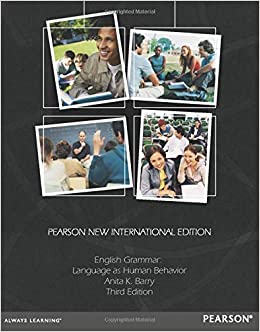 PEARSON NEW INTERNATIONAL EDITION
English Grammar:
Language as Human Behavior
Anita K. Barry
Third Edition
ALWAYS LEARNING
PEARSON